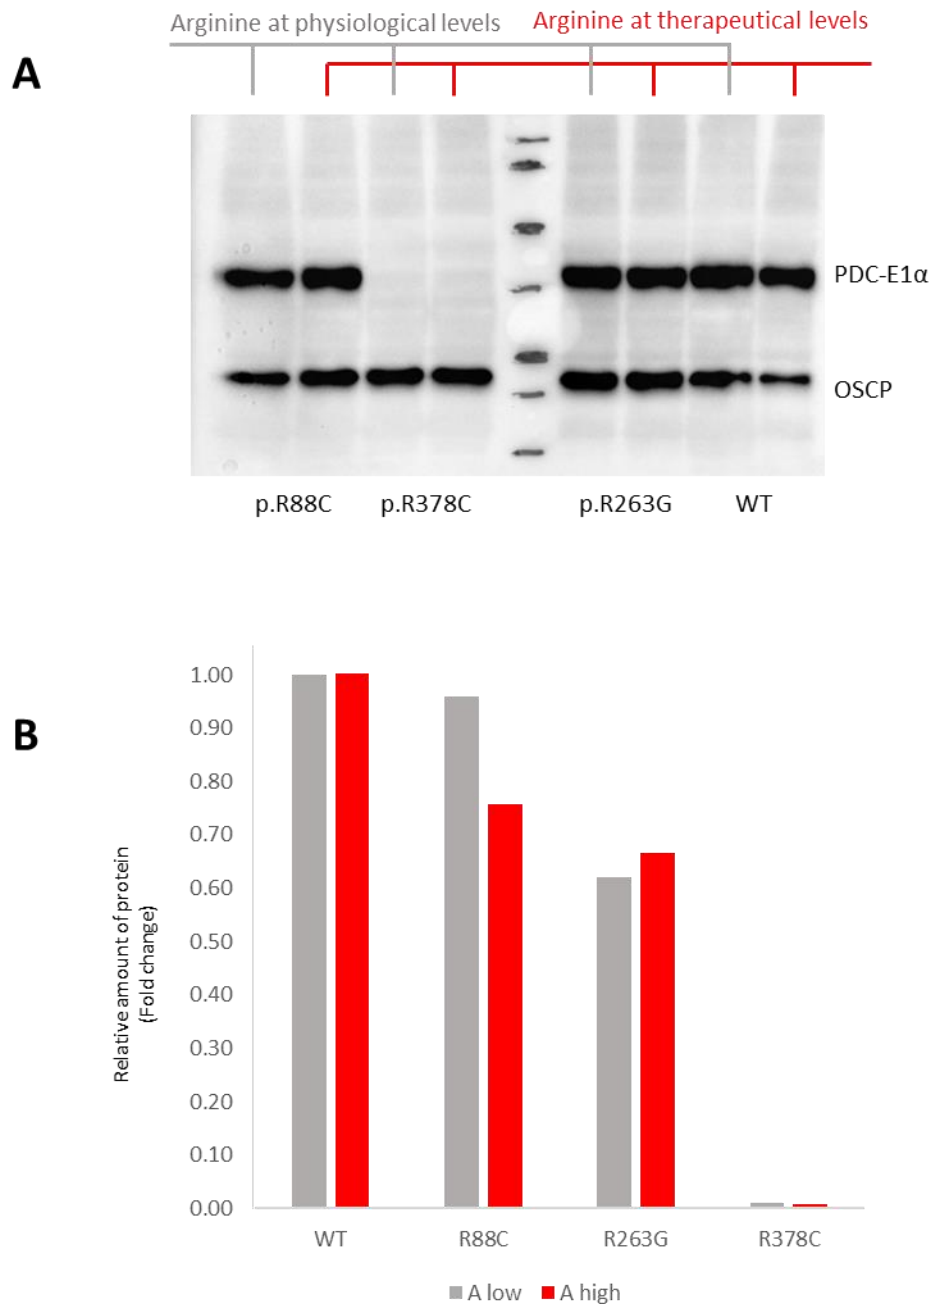 Arginine at physiological levels
Arginine at therapeutical levels
A
PDC-E1α
OSCP
p.R88C
p.R378C
p.R263G
WT
B
1.00
0.90
0.80
0.70
0.60
0.50
0.40
0.30
0.20
0.10
0.00
Relative amount of protein
(Fold change)
WT
R88C
R263G
R378C
A low
A high